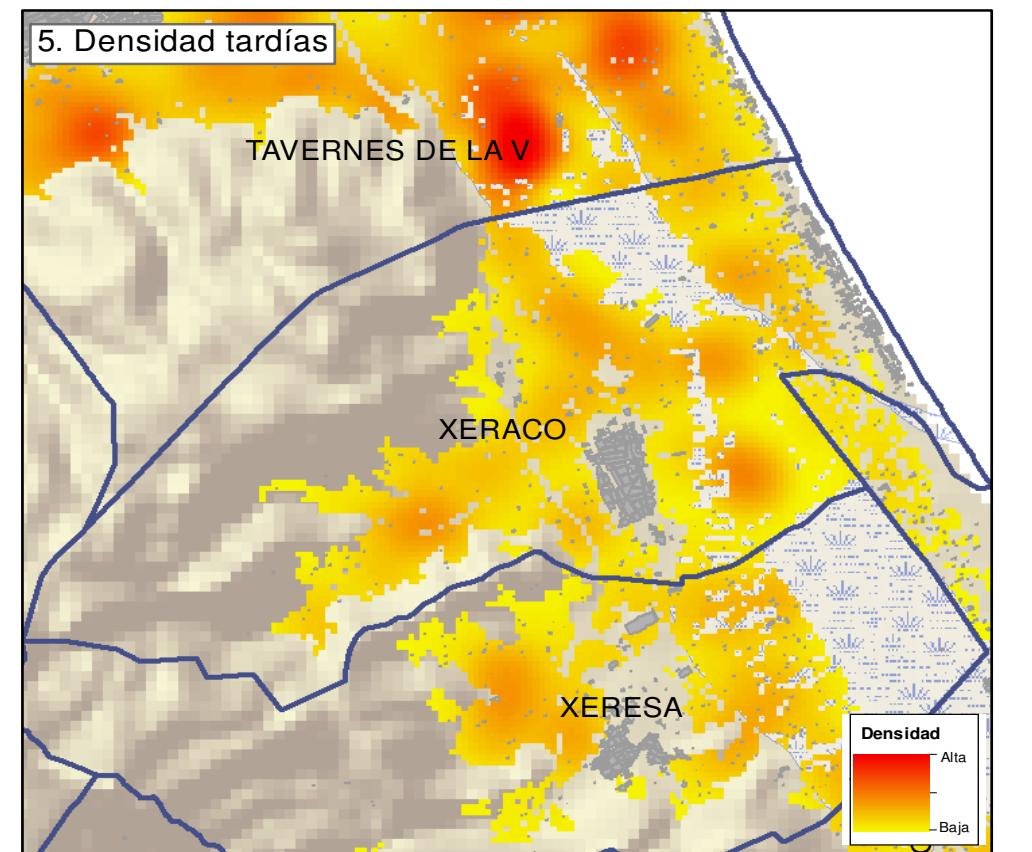 5. Densidad tardías
TAVERNES DE LA V
XERACO
XERESA
Densidad
Alta
Baja